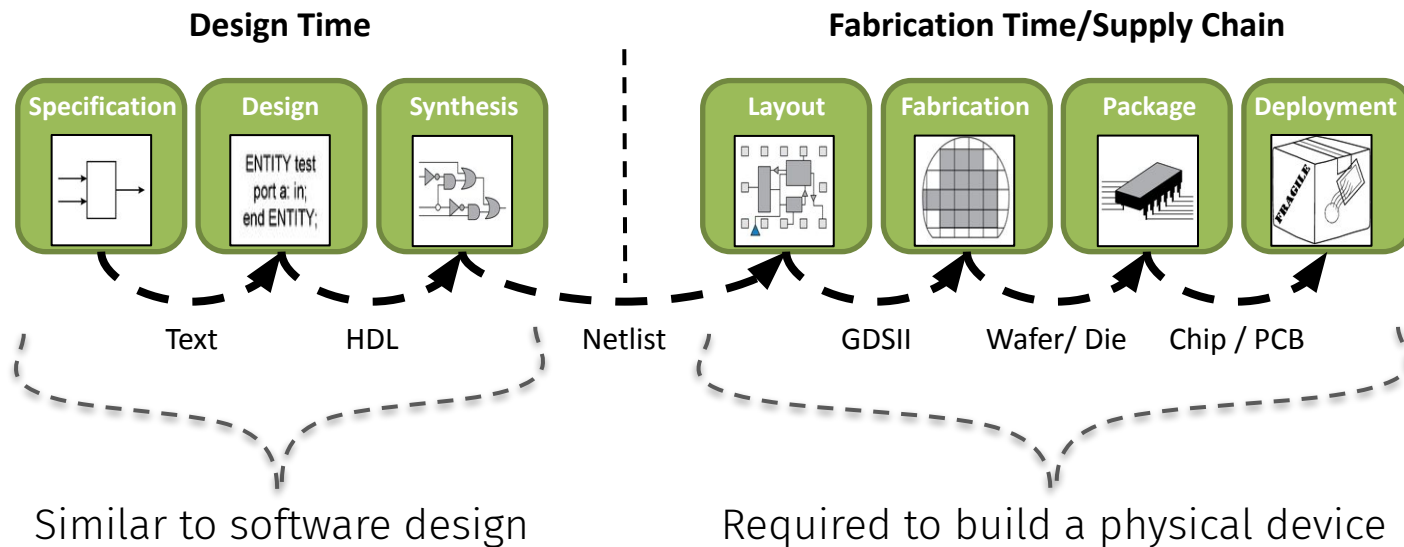 Design Time
Fabrication Time/Supply Chain
Specification
Design
Synthesis
Layout
Fabrication
Package
Deployment
ENTITY test
port a: in;
end ENTITY;
FRAGILE
Text
HDL
Netlist
GDSII
Wafer/ Die
Chip / PCB
Similar to software design
Required to build a physical device